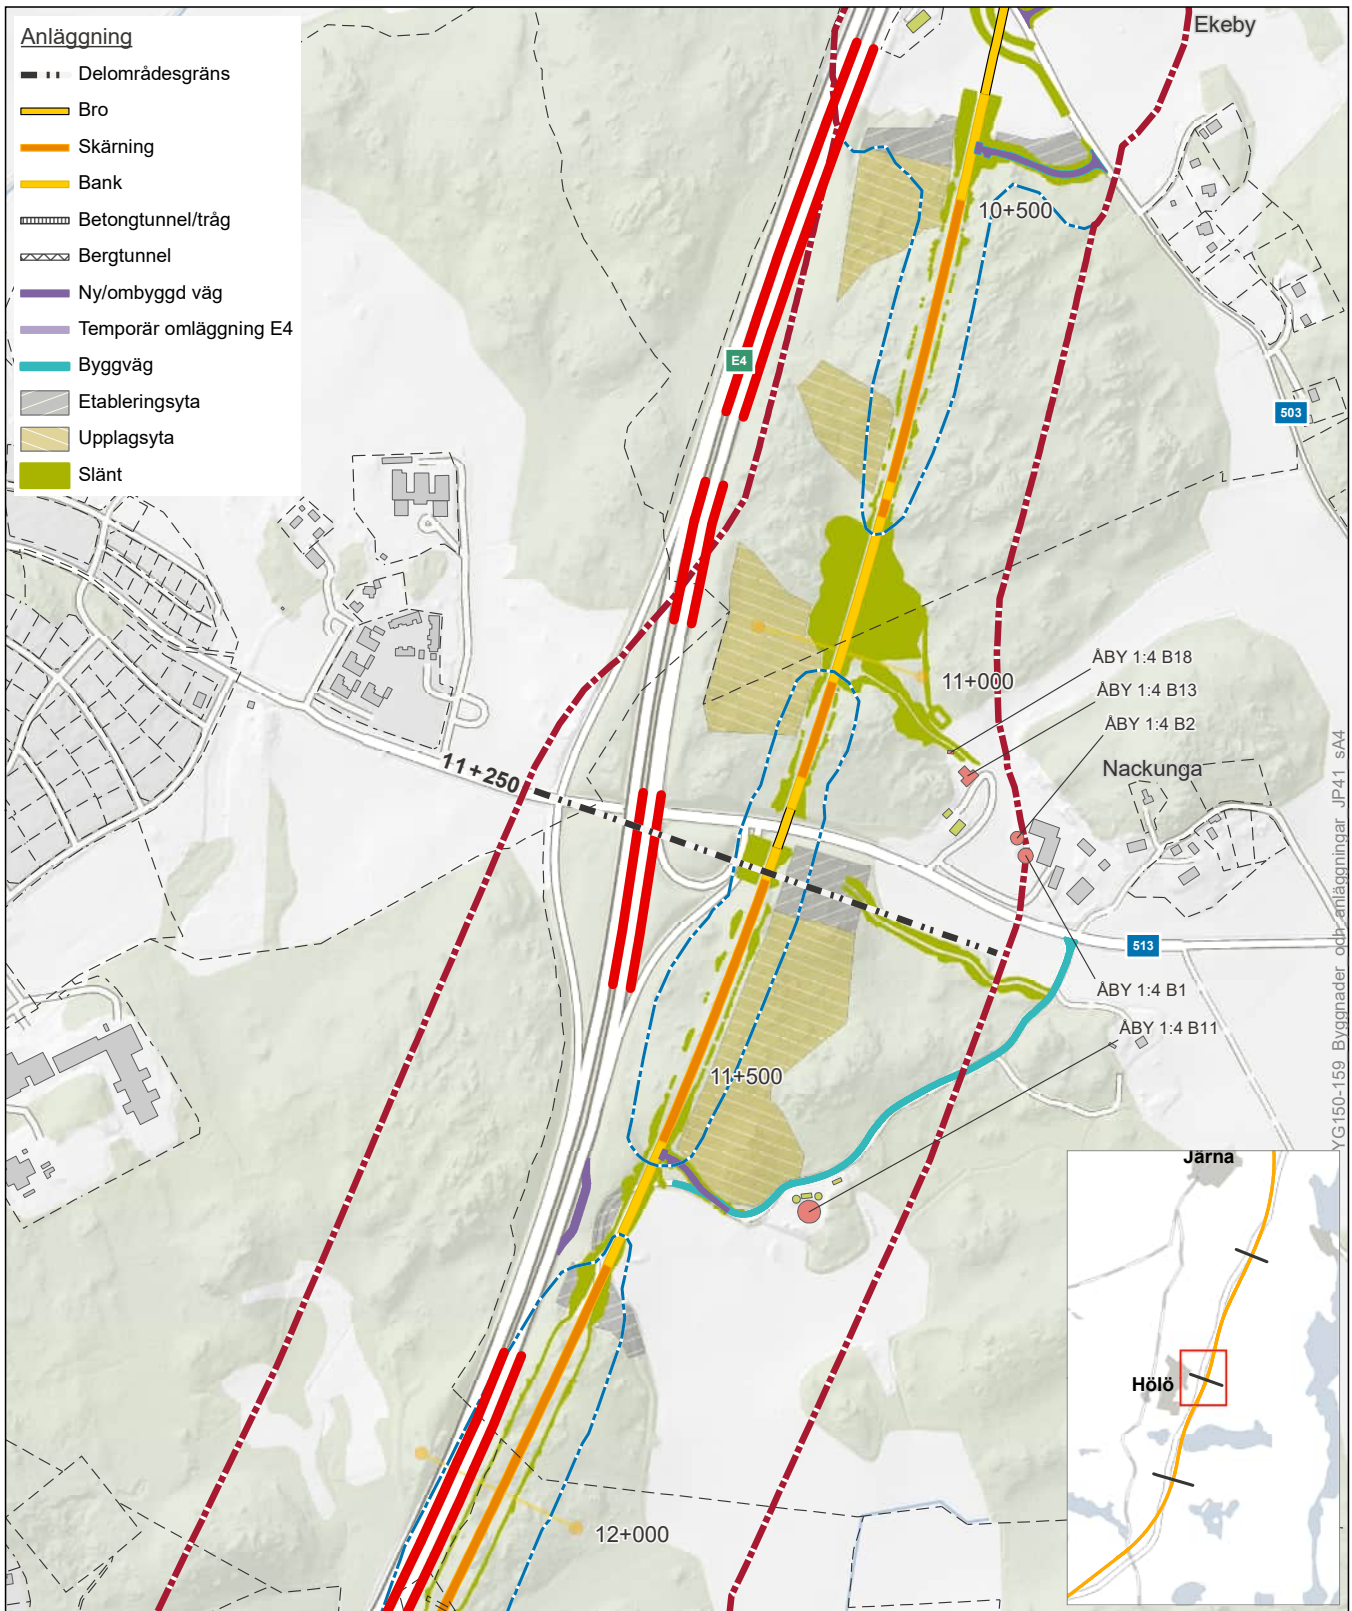 Anläggning
Delområdesgräns
Bro
Skärning
Bank
Betongtunnel/tråg
Bergtunnel
Ny/ombyggd väg
Temporär omläggning E4
Byggväg
Etableringsyta
Upplagsyta
Slänt
Ekeby
10+500
E4
503
ÅBY 1:4 B18
11+000
ÅBY 1:4 B13
ÅBY 1:4 B2
Nackunga
11+250
513
ÅBY 1:4 B1
ÅBY 1:4 B11
11+500
12+000
YG150-159 Byggnader och anläggningar JP41 sA4
Järna
Hölö